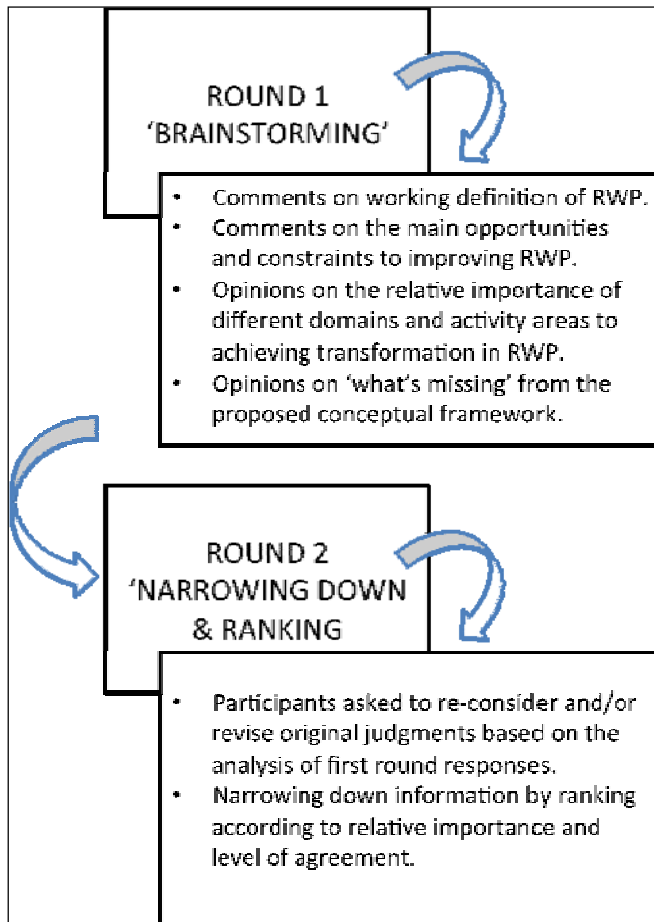 ROUND 1
‘BRAINSTORMING’
• Comments on working definition of RWP.
• Comments on the main opportunities
and constraints to improving RWP.
• Opinions on the relative importance of
different domains and activity areas to
achieving transformation in RWP.
• Opinions on ‘what’s missing’ from the
proposed conceptual framework.
ROUND 2
‘NARROWING DOWN
& RANKING
• Participants asked to re-consider and/or
revise original judgments based on the
analysis of first round responses.
• Narrowing down information by ranking
according to relative importance and
level of agreement.